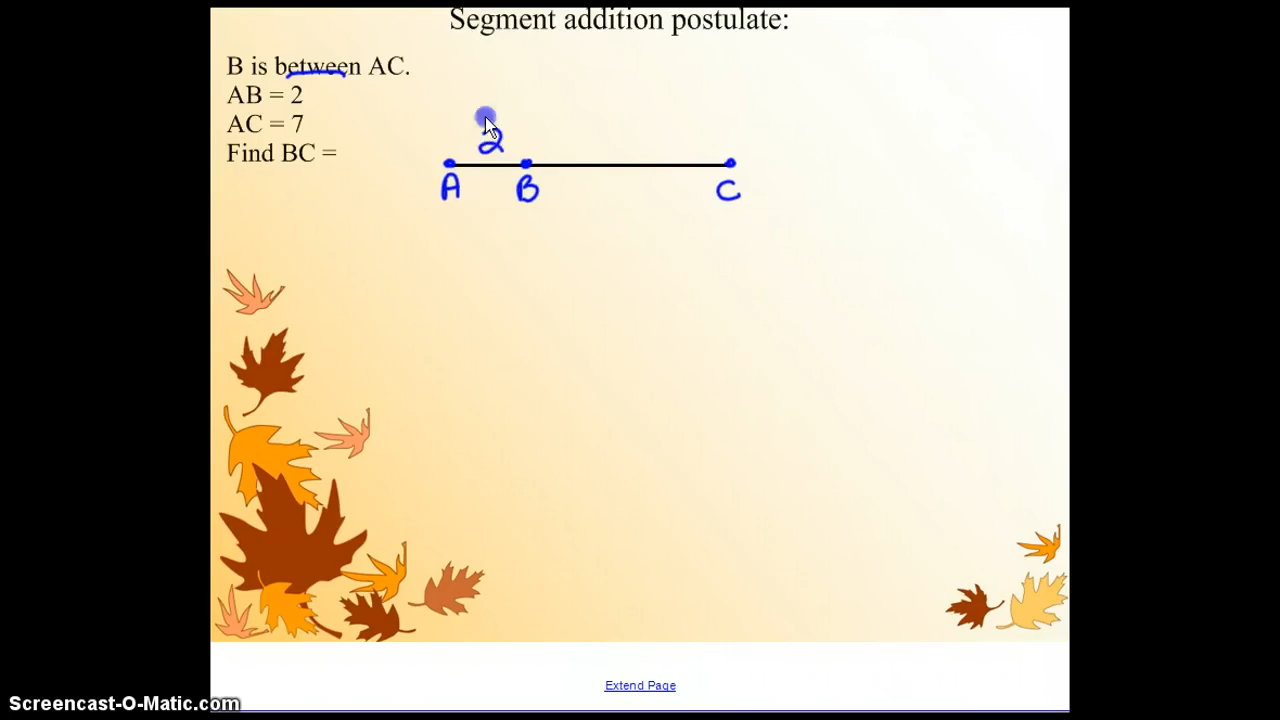 Segment addition postulate:
B is between AC.
AB = 2
AC = 7
Find BC =
2
A B C
Extend Page
Screencast-O-Matic.com